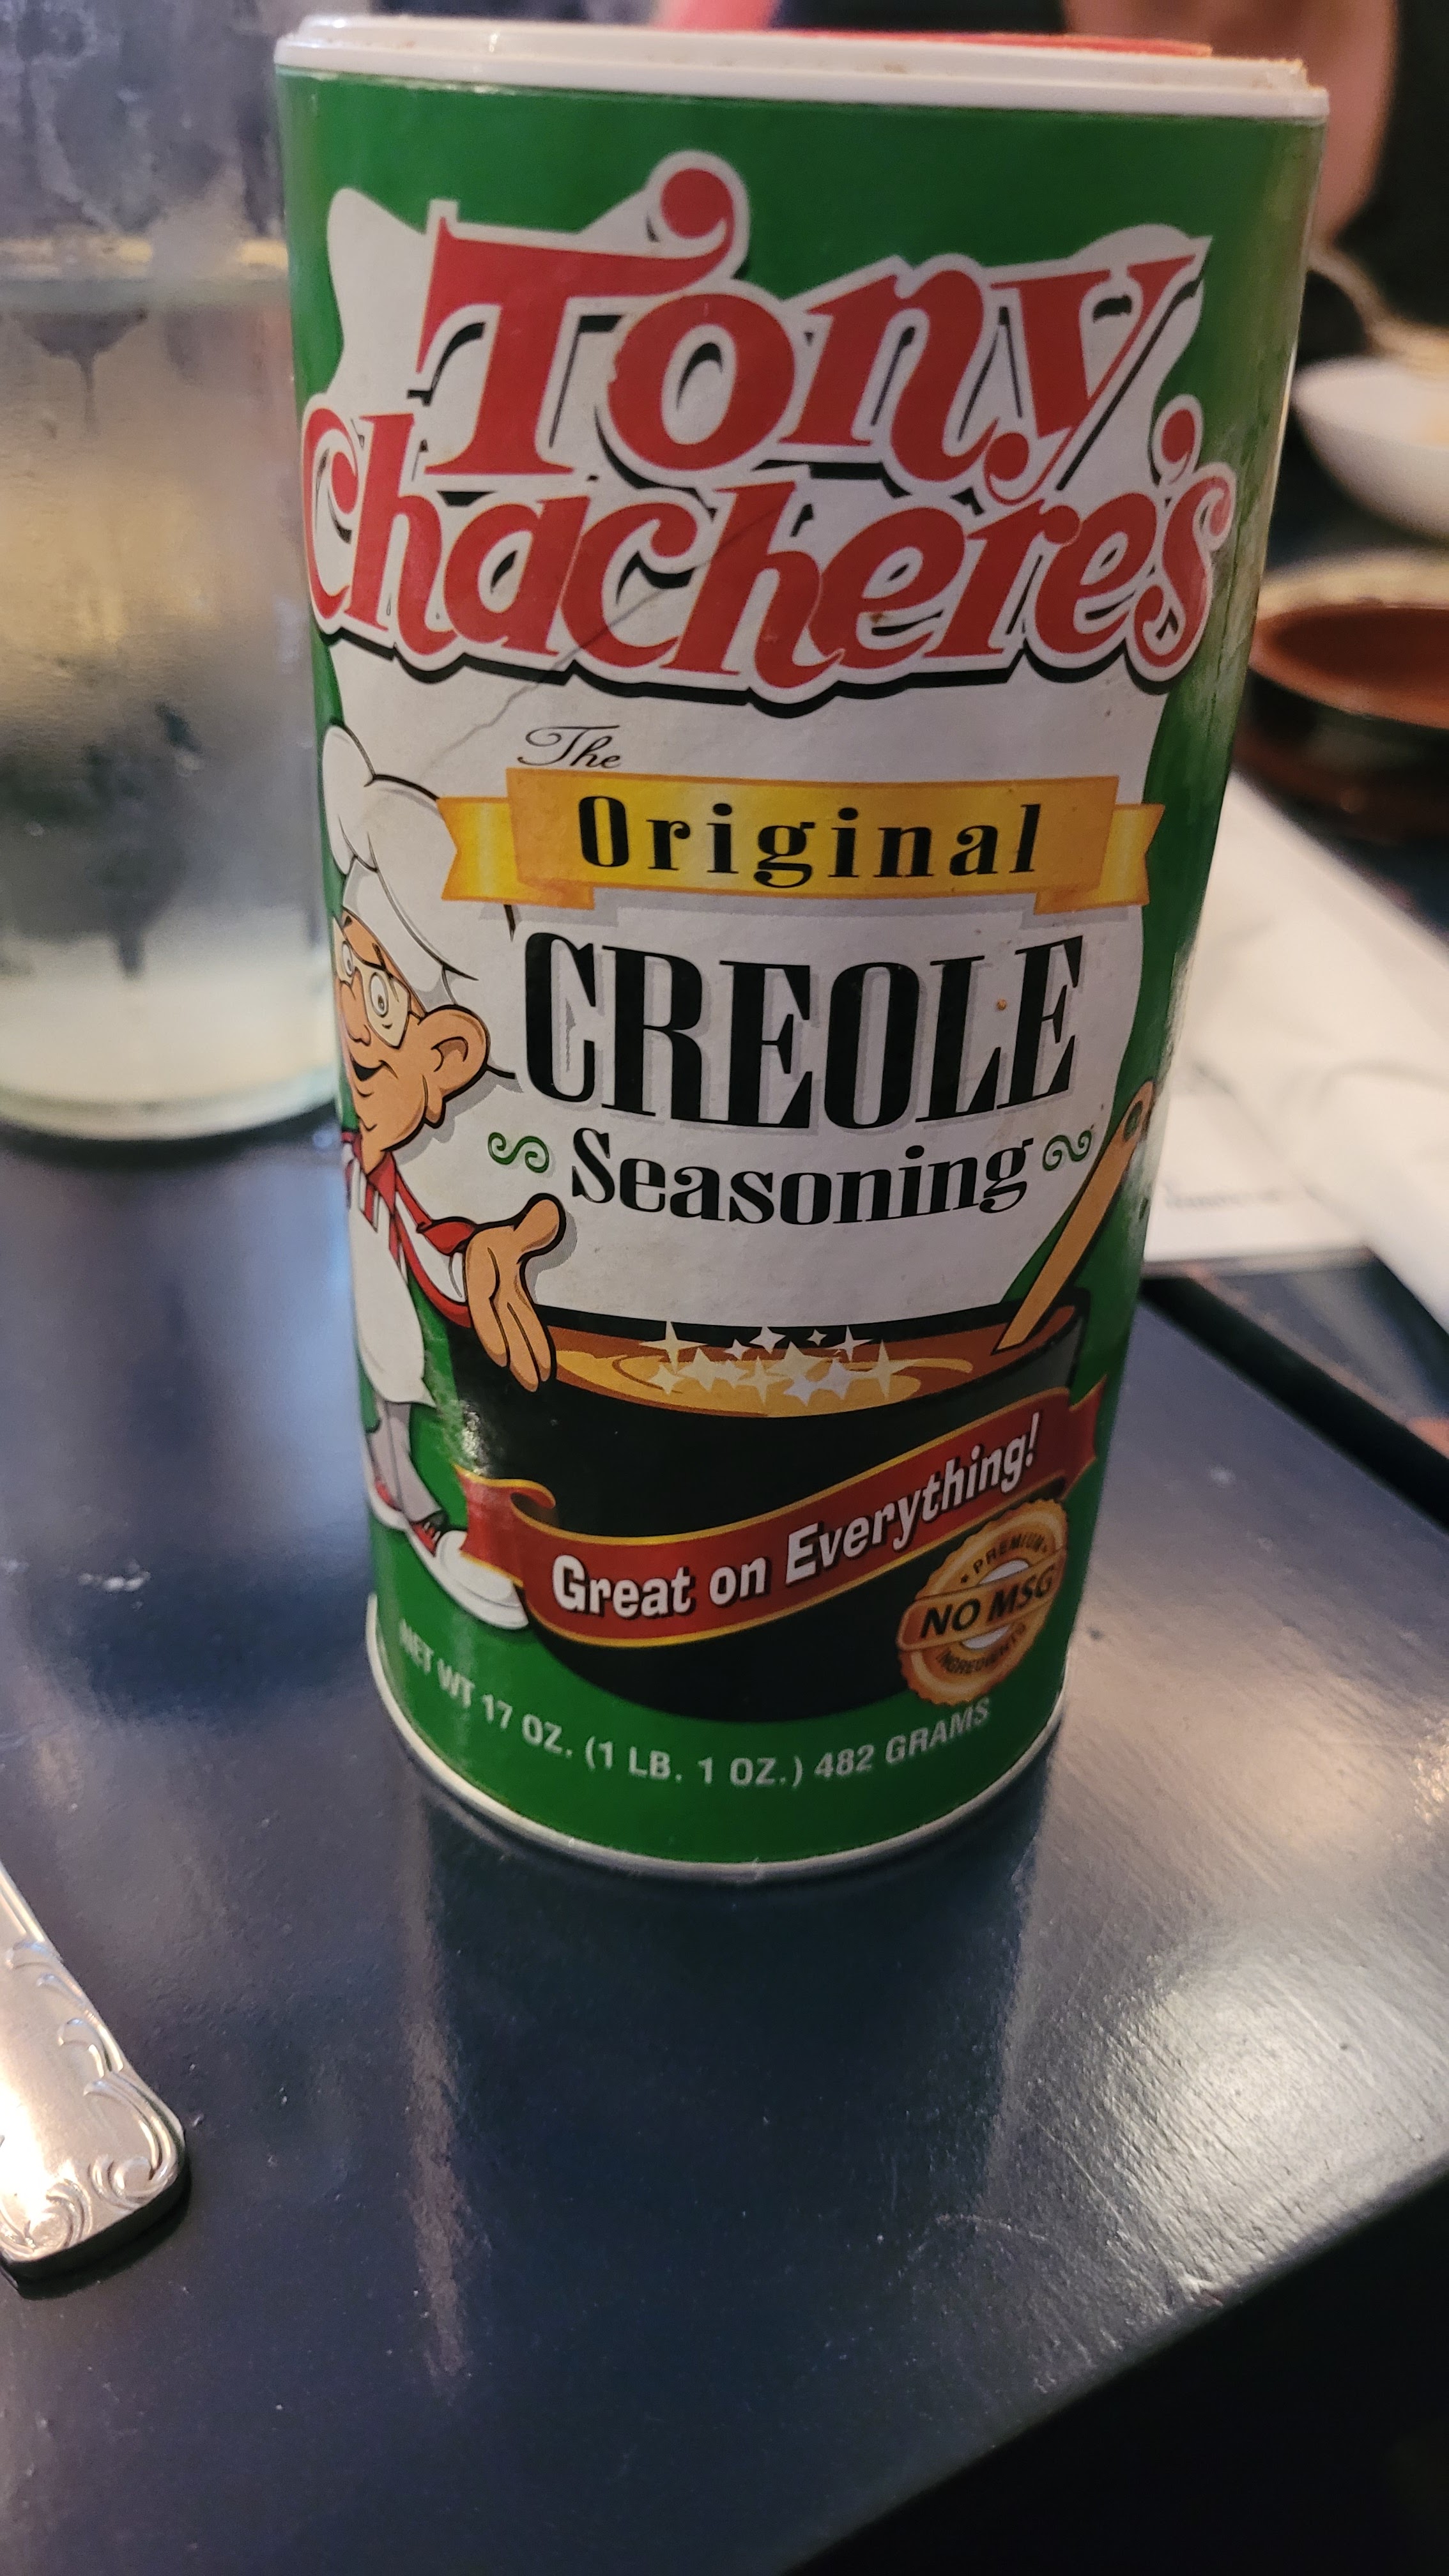 Tony
Chachere's
The
Original
CREOLE
Seasoning
Great on Everything!
PREMIUM
NO MSG
INGREDIENTS
NET WT 17 OZ. (1 LB. 1 OZ.) 482 GRAMS